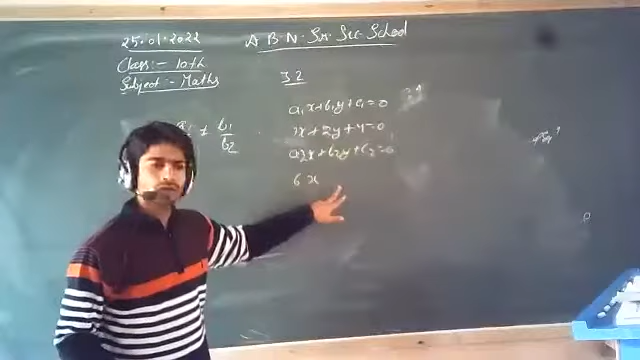 25.01.2022 A B N. Sr. Sec. School
Class:- 10th
Subject:- Maths
3.2
a₁x+b₁y+c₁=0
≠ b₁/b₂
3x+2y+4=0
a₂x+b₂y+c₂=0
6x